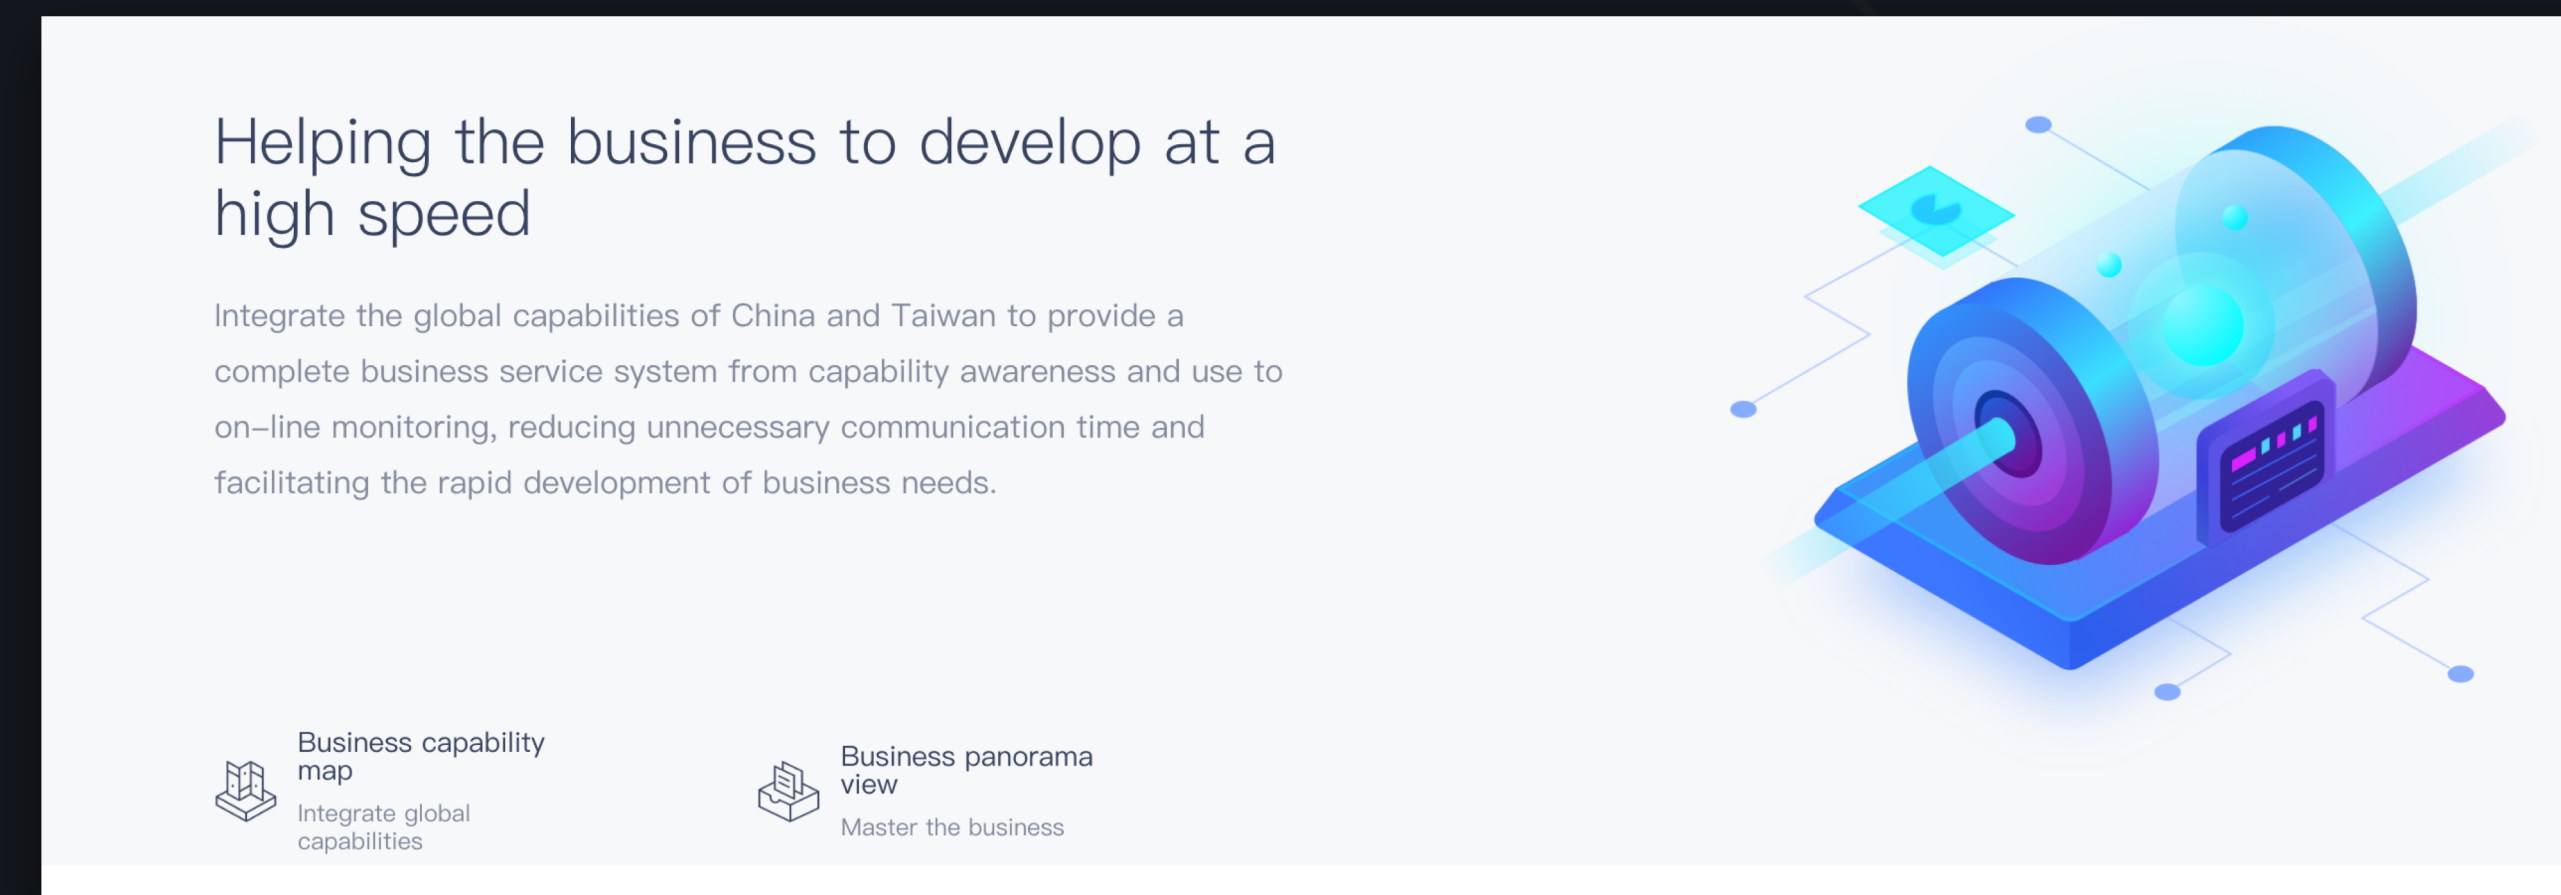 Helping the business to develop at a
high speed
Integrate the global capabilities of China and Taiwan to provide a
complete business service system from capability awareness and use to
on–line monitoring, reducing unnecessary communication time and
facilitating the rapid development of business needs.
Business capability
map
Integrate global
capabilities
Business panorama
view
Master the business